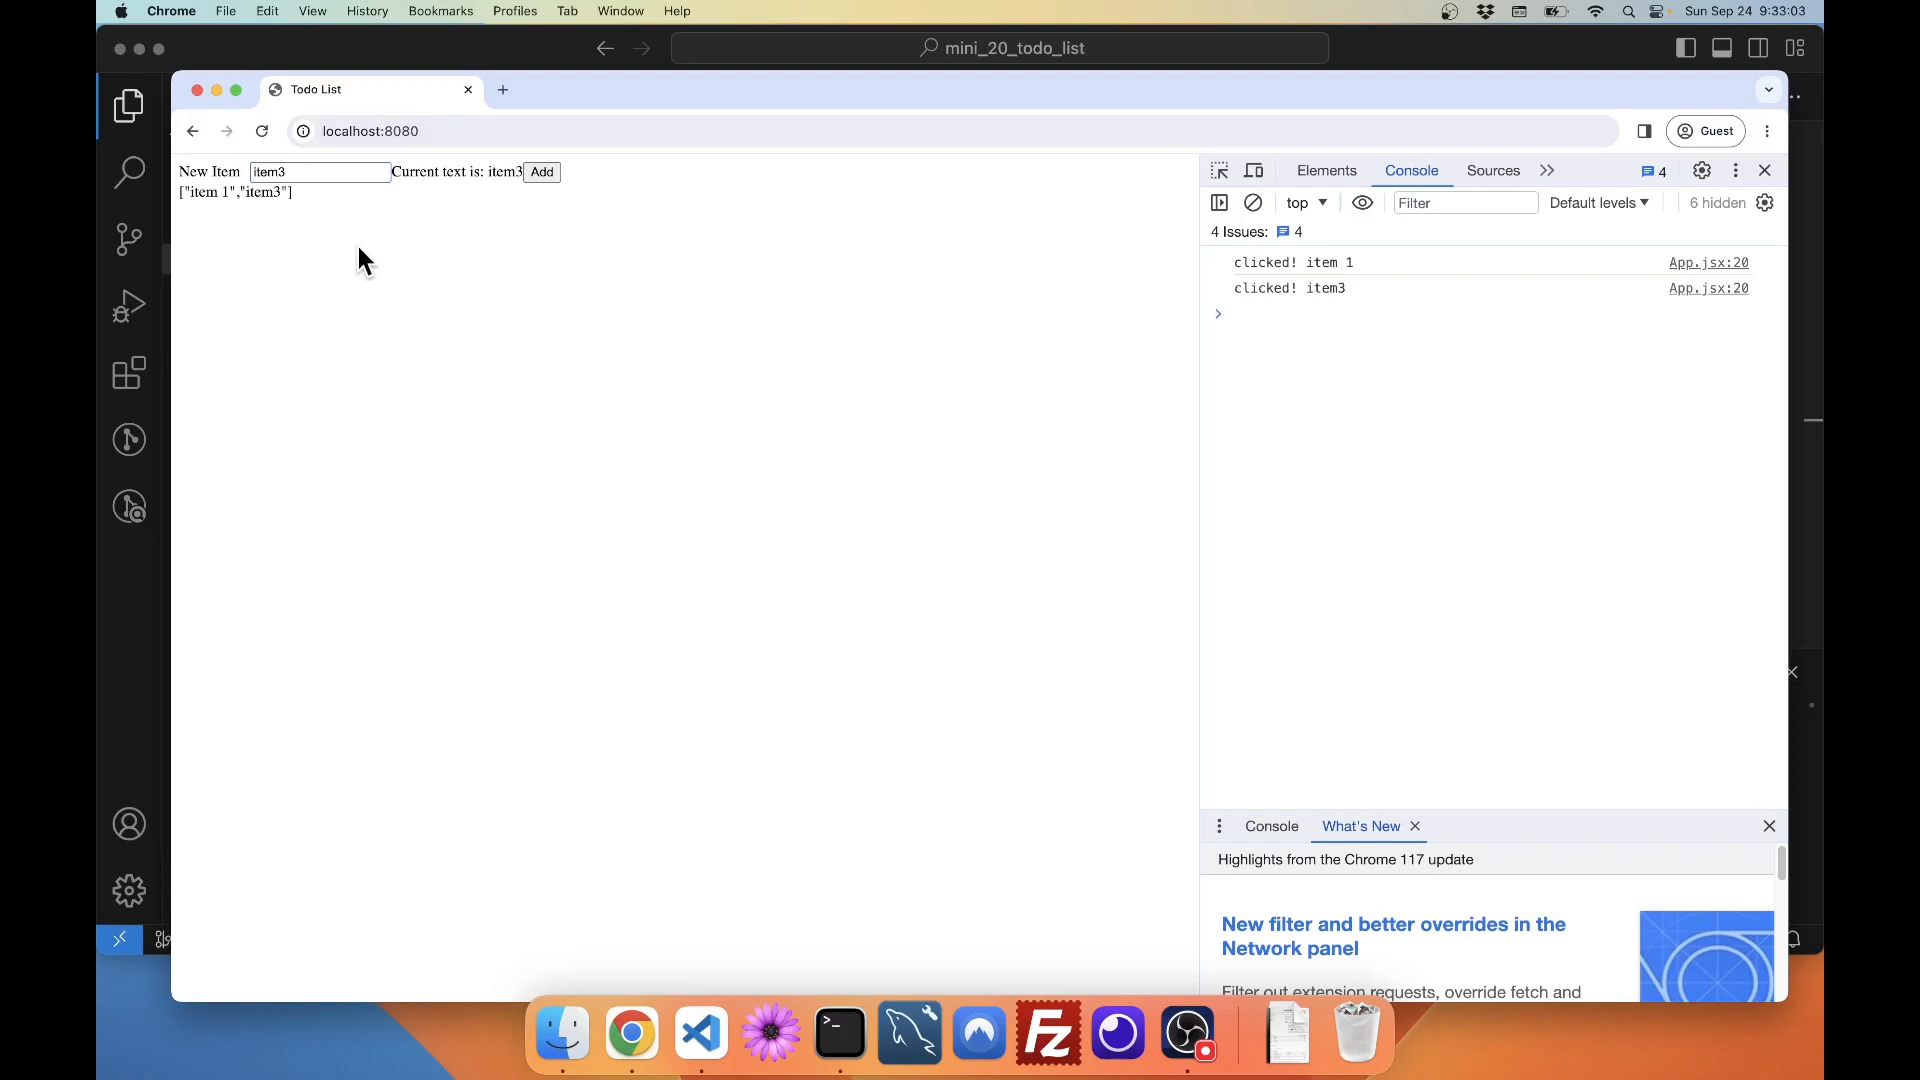 Chrome File Edit View History Bookmarks Profiles Tab Window Help Sun Sep 24 9:33:03
mini_20_todo_list
Todo List
localhost:8080
Guest
New Item item3 Current text is: item3 Add
["item 1","item3"]
Elements Console Sources 4
top Filter Default levels 6 hidden
4 Issues: 4
clicked! item 1 App.jsx:20
clicked! item3 App.jsx:20
Console What's New
Highlights from the Chrome 117 update
New filter and better overrides in the
Network panel
Filter out extension requests, override fetch and
Fz